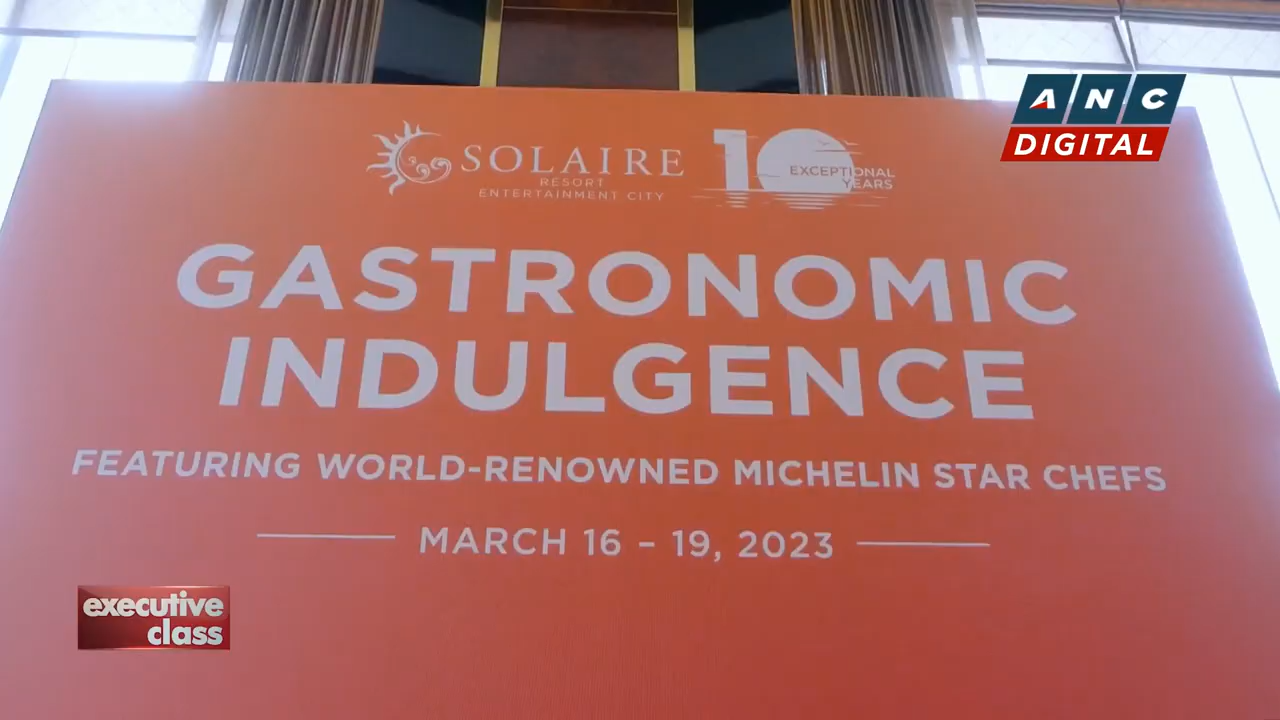 ANC
DIGITAL
SOLAIRE
RESORT
ENTERTAINMENT CITY
10
EXCEPTIONAL
YEARS
GASTRONOMIC
INDULGENCE
FEATURING WORLD-RENOWNED MICHELIN STAR CHEFS
MARCH 16 – 19, 2023
executive
class